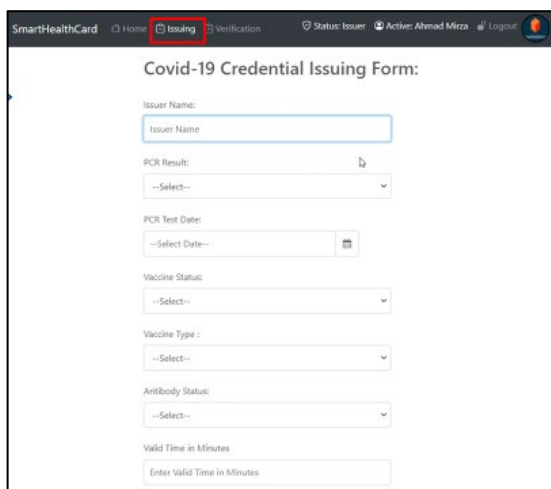 SmartHealthCard Home Issuing Verification Status: Issuer Active: Ahmad Mirza Logout
Covid-19 Credential Issuing Form:
Issuer Name:
Issuer Name
PCR Result:
--Select--
PCR Test Date:
--Select Date--
Vaccine Status:
--Select--
Vaccine Type :
--Select--
Antibody Status:
--Select--
Valid Time in Minutes
Enter Valid Time in Minutes